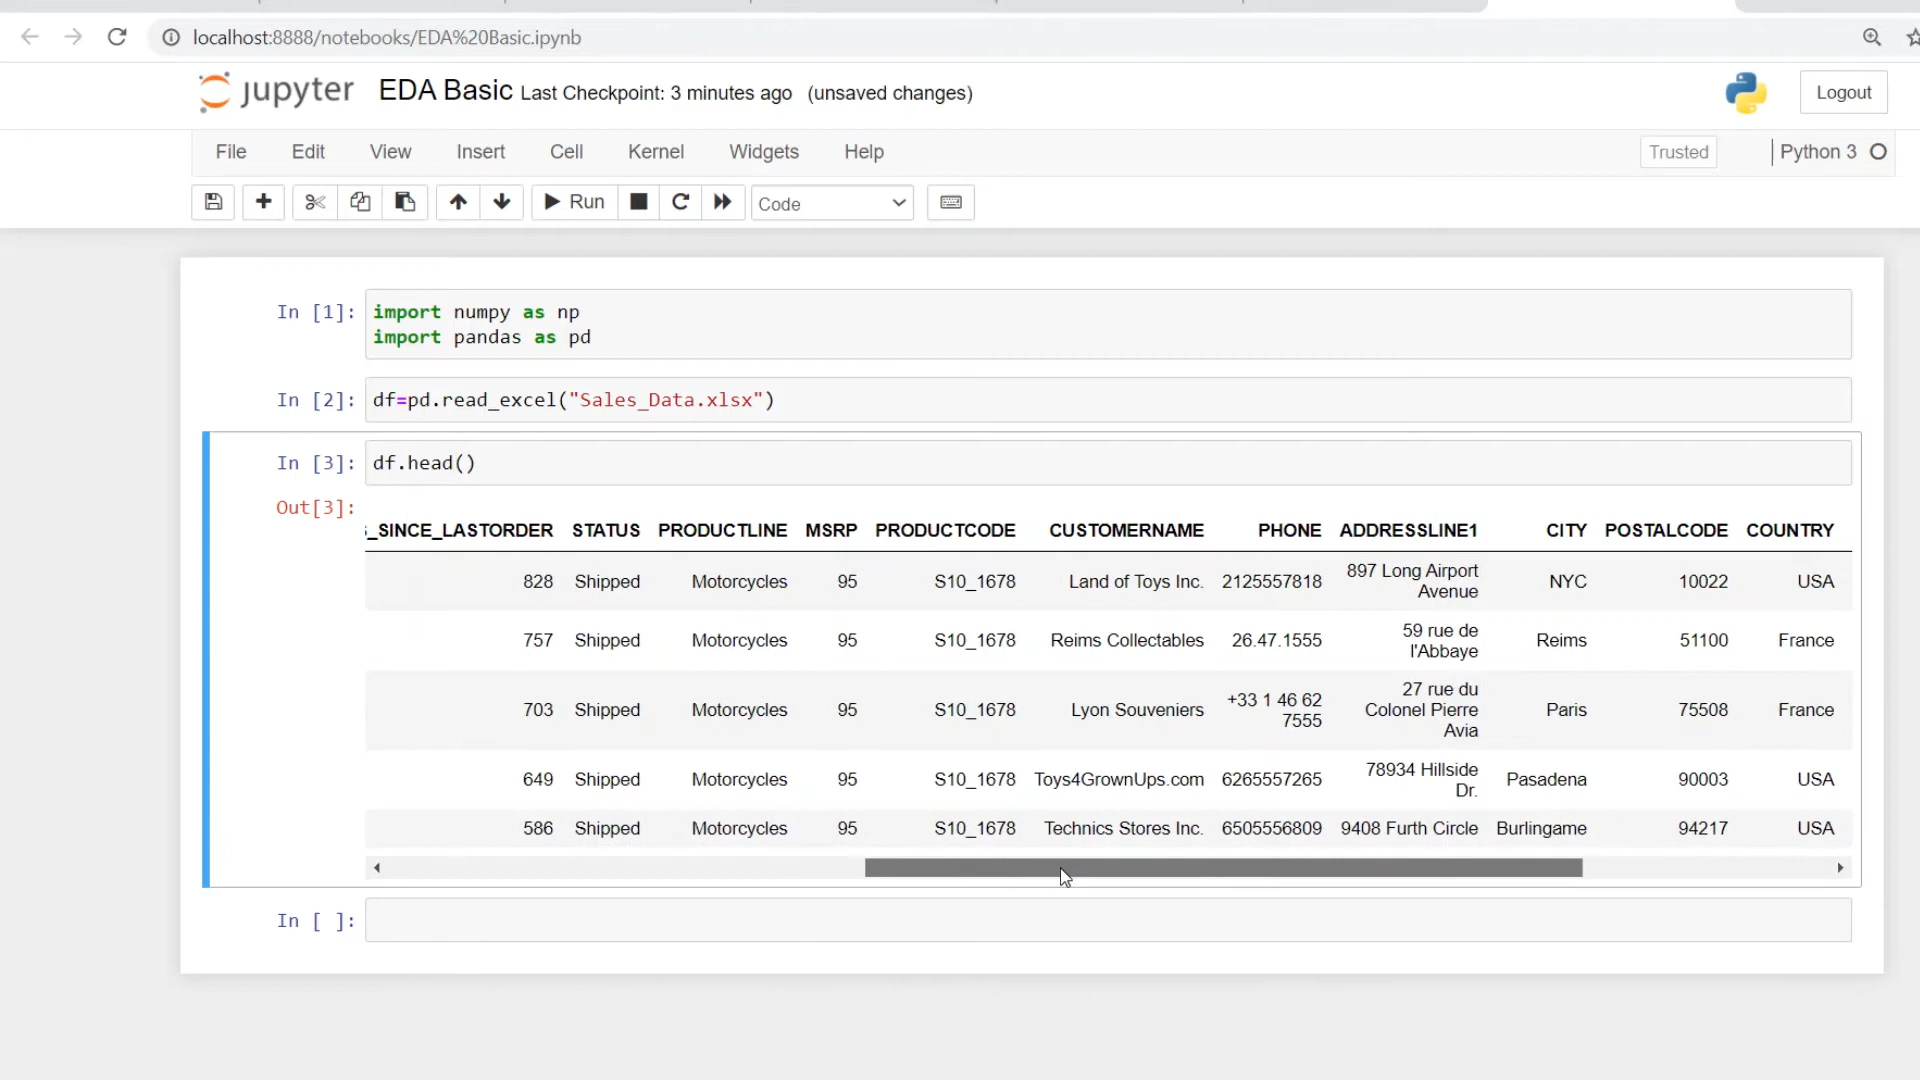 localhost:8888/notebooks/EDA%20Basic.ipynb
jupyter EDA Basic Last Checkpoint: 3 minutes ago (unsaved changes) Logout
File Edit View Insert Cell Kernel Widgets Help Trusted Python 3
Run Code
In [1]: import numpy as np
import pandas as pd
In [2]: df=pd.read_excel("Sales_Data.xlsx")
In [3]: df.head()
Out[3]:
_SINCE_LASTORDER STATUS PRODUCTLINE MSRP PRODUCTCODE CUSTOMERNAME PHONE ADDRESSLINE1 CITY POSTALCODE COUNTRY
828 Shipped Motorcycles 95 S10_1678 Land of Toys Inc. 2125557818 897 Long Airport Avenue NYC 10022 USA
757 Shipped Motorcycles 95 S10_1678 Reims Collectables 26.47.1555 59 rue de l'Abbaye Reims 51100 France
703 Shipped Motorcycles 95 S10_1678 Lyon Souveniers +33 1 46 62 7555 27 rue du Colonel Pierre Avia Paris 75508 France
649 Shipped Motorcycles 95 S10_1678 Toys4GrownUps.com 6265557265 78934 Hillside Dr. Pasadena 90003 USA
586 Shipped Motorcycles 95 S10_1678 Technics Stores Inc. 6505556809 9408 Furth Circle Burlingame 94217 USA
In [ ]: